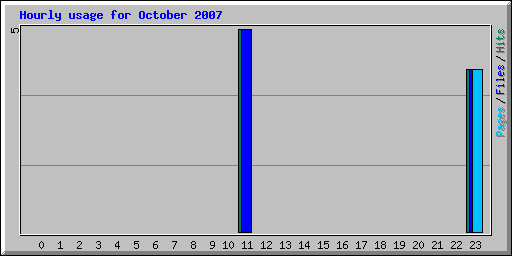 Hourly usage for October 2007
5
Pages/Files/Hits
0 1 2 3 4 5 6 7 8 9 10 11 12 13 14 15 16 17 18 19 20 21 22 23